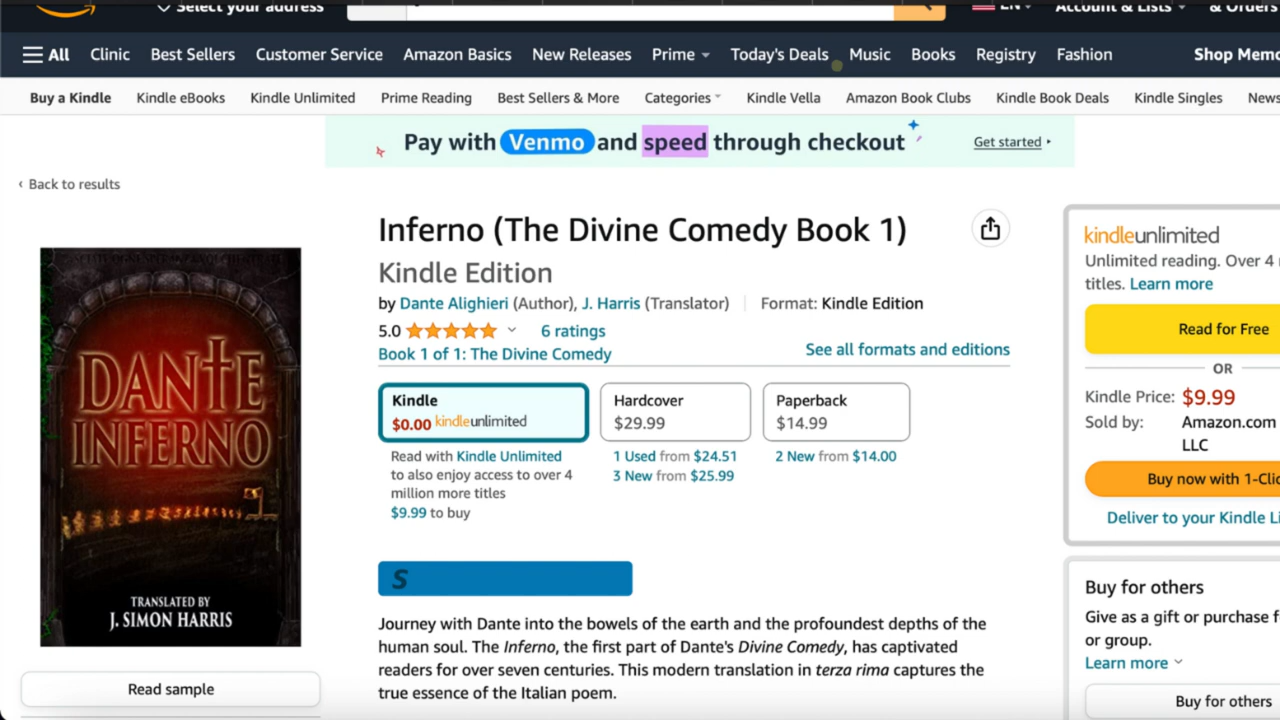 Select your address
EN
Account & Lists
& Orders
All Clinic Best Sellers Customer Service Amazon Basics New Releases Prime Today's Deals Music Books Registry Fashion
Buy a Kindle Kindle eBooks Kindle Unlimited Prime Reading Best Sellers & More Categories Kindle Vella Amazon Book Clubs Kindle Book Deals Kindle Singles News
Pay with Venmo and speed through checkout
Get started
‹ Back to results
DANTE
INFERNO
TRANSLATED BY
J. SIMON HARRIS
Read sample
Inferno (The Divine Comedy Book 1)
Kindle Edition
by Dante Alighieri (Author), J. Harris (Translator) Format: Kindle Edition
5.0 6 ratings
Book 1 of 1: The Divine Comedy
See all formats and editions
Kindle
$0.00 kindleunlimited
Read with Kindle Unlimited
to also enjoy access to over 4
million more titles
$9.99 to buy
Hardcover
$29.99
1 Used from $24.51
3 New from $25.99
Paperback
$14.99
2 New from $14.00
S
Journey with Dante into the bowels of the earth and the profoundest depths of the
human soul. The Inferno, the first part of Dante's Divine Comedy, has captivated
readers for over seven centuries. This modern translation in terza rima captures the
true essence of the Italian poem.
Shop Memo
kindleunlimited
Unlimited reading. Over 4
titles. Learn more
Read for Free
OR
Kindle Price: $9.99
Sold by: Amazon.com
LLC
Buy now with 1-Clic
Deliver to your Kindle Li
Buy for others
Give as a gift or purchase f
or group.
Learn more
Buy for others